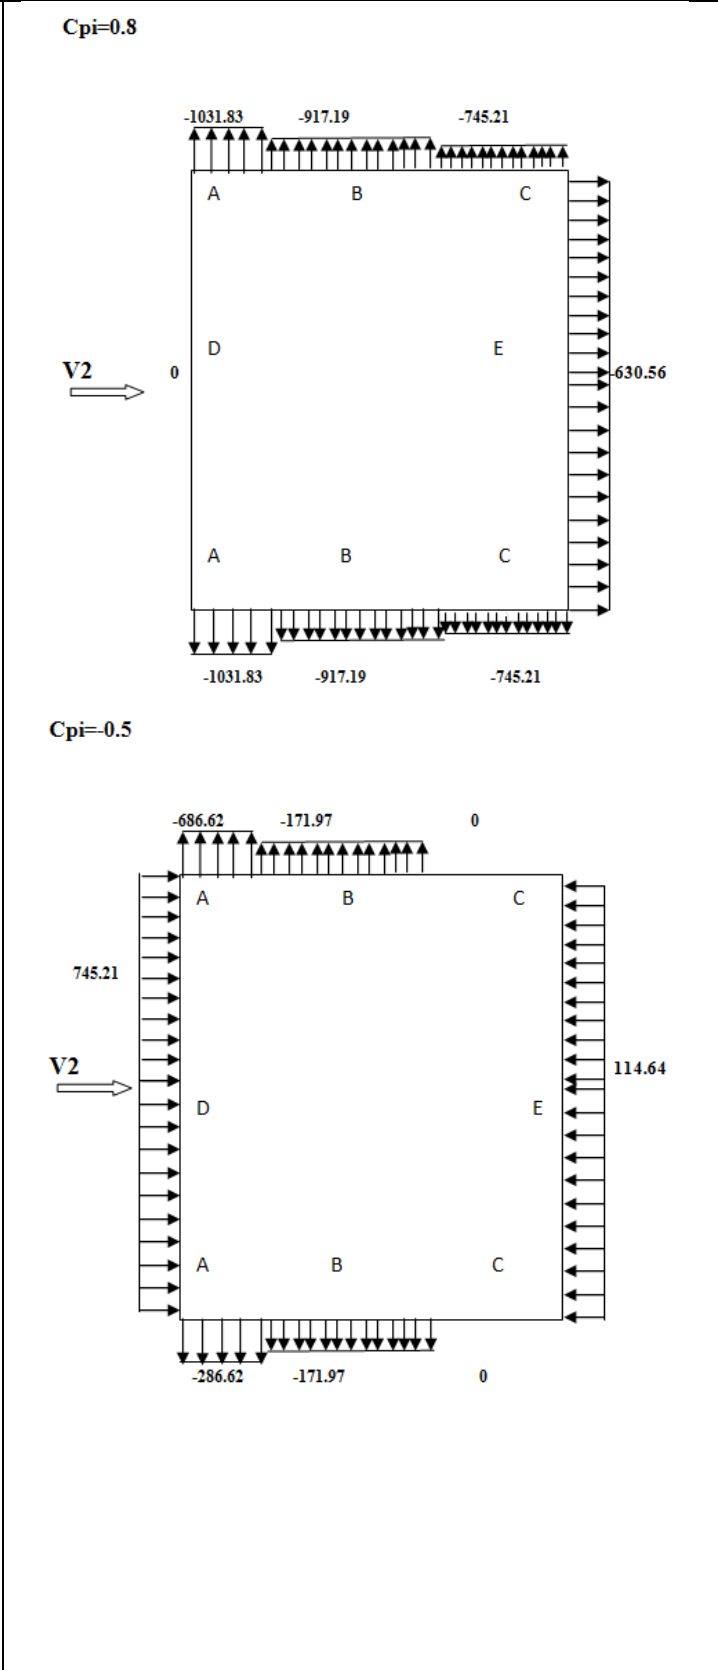 Cpi=0.8
-1031.83 -917.19 -745.21
A B C
D E
V2 0 -630.56
A B C
-1031.83 -917.19 -745.21
Cpi=-0.5
-686.62 -171.97 0
A B C
745.21
V2 114.64
D E
A B C
-286.62 -171.97 0